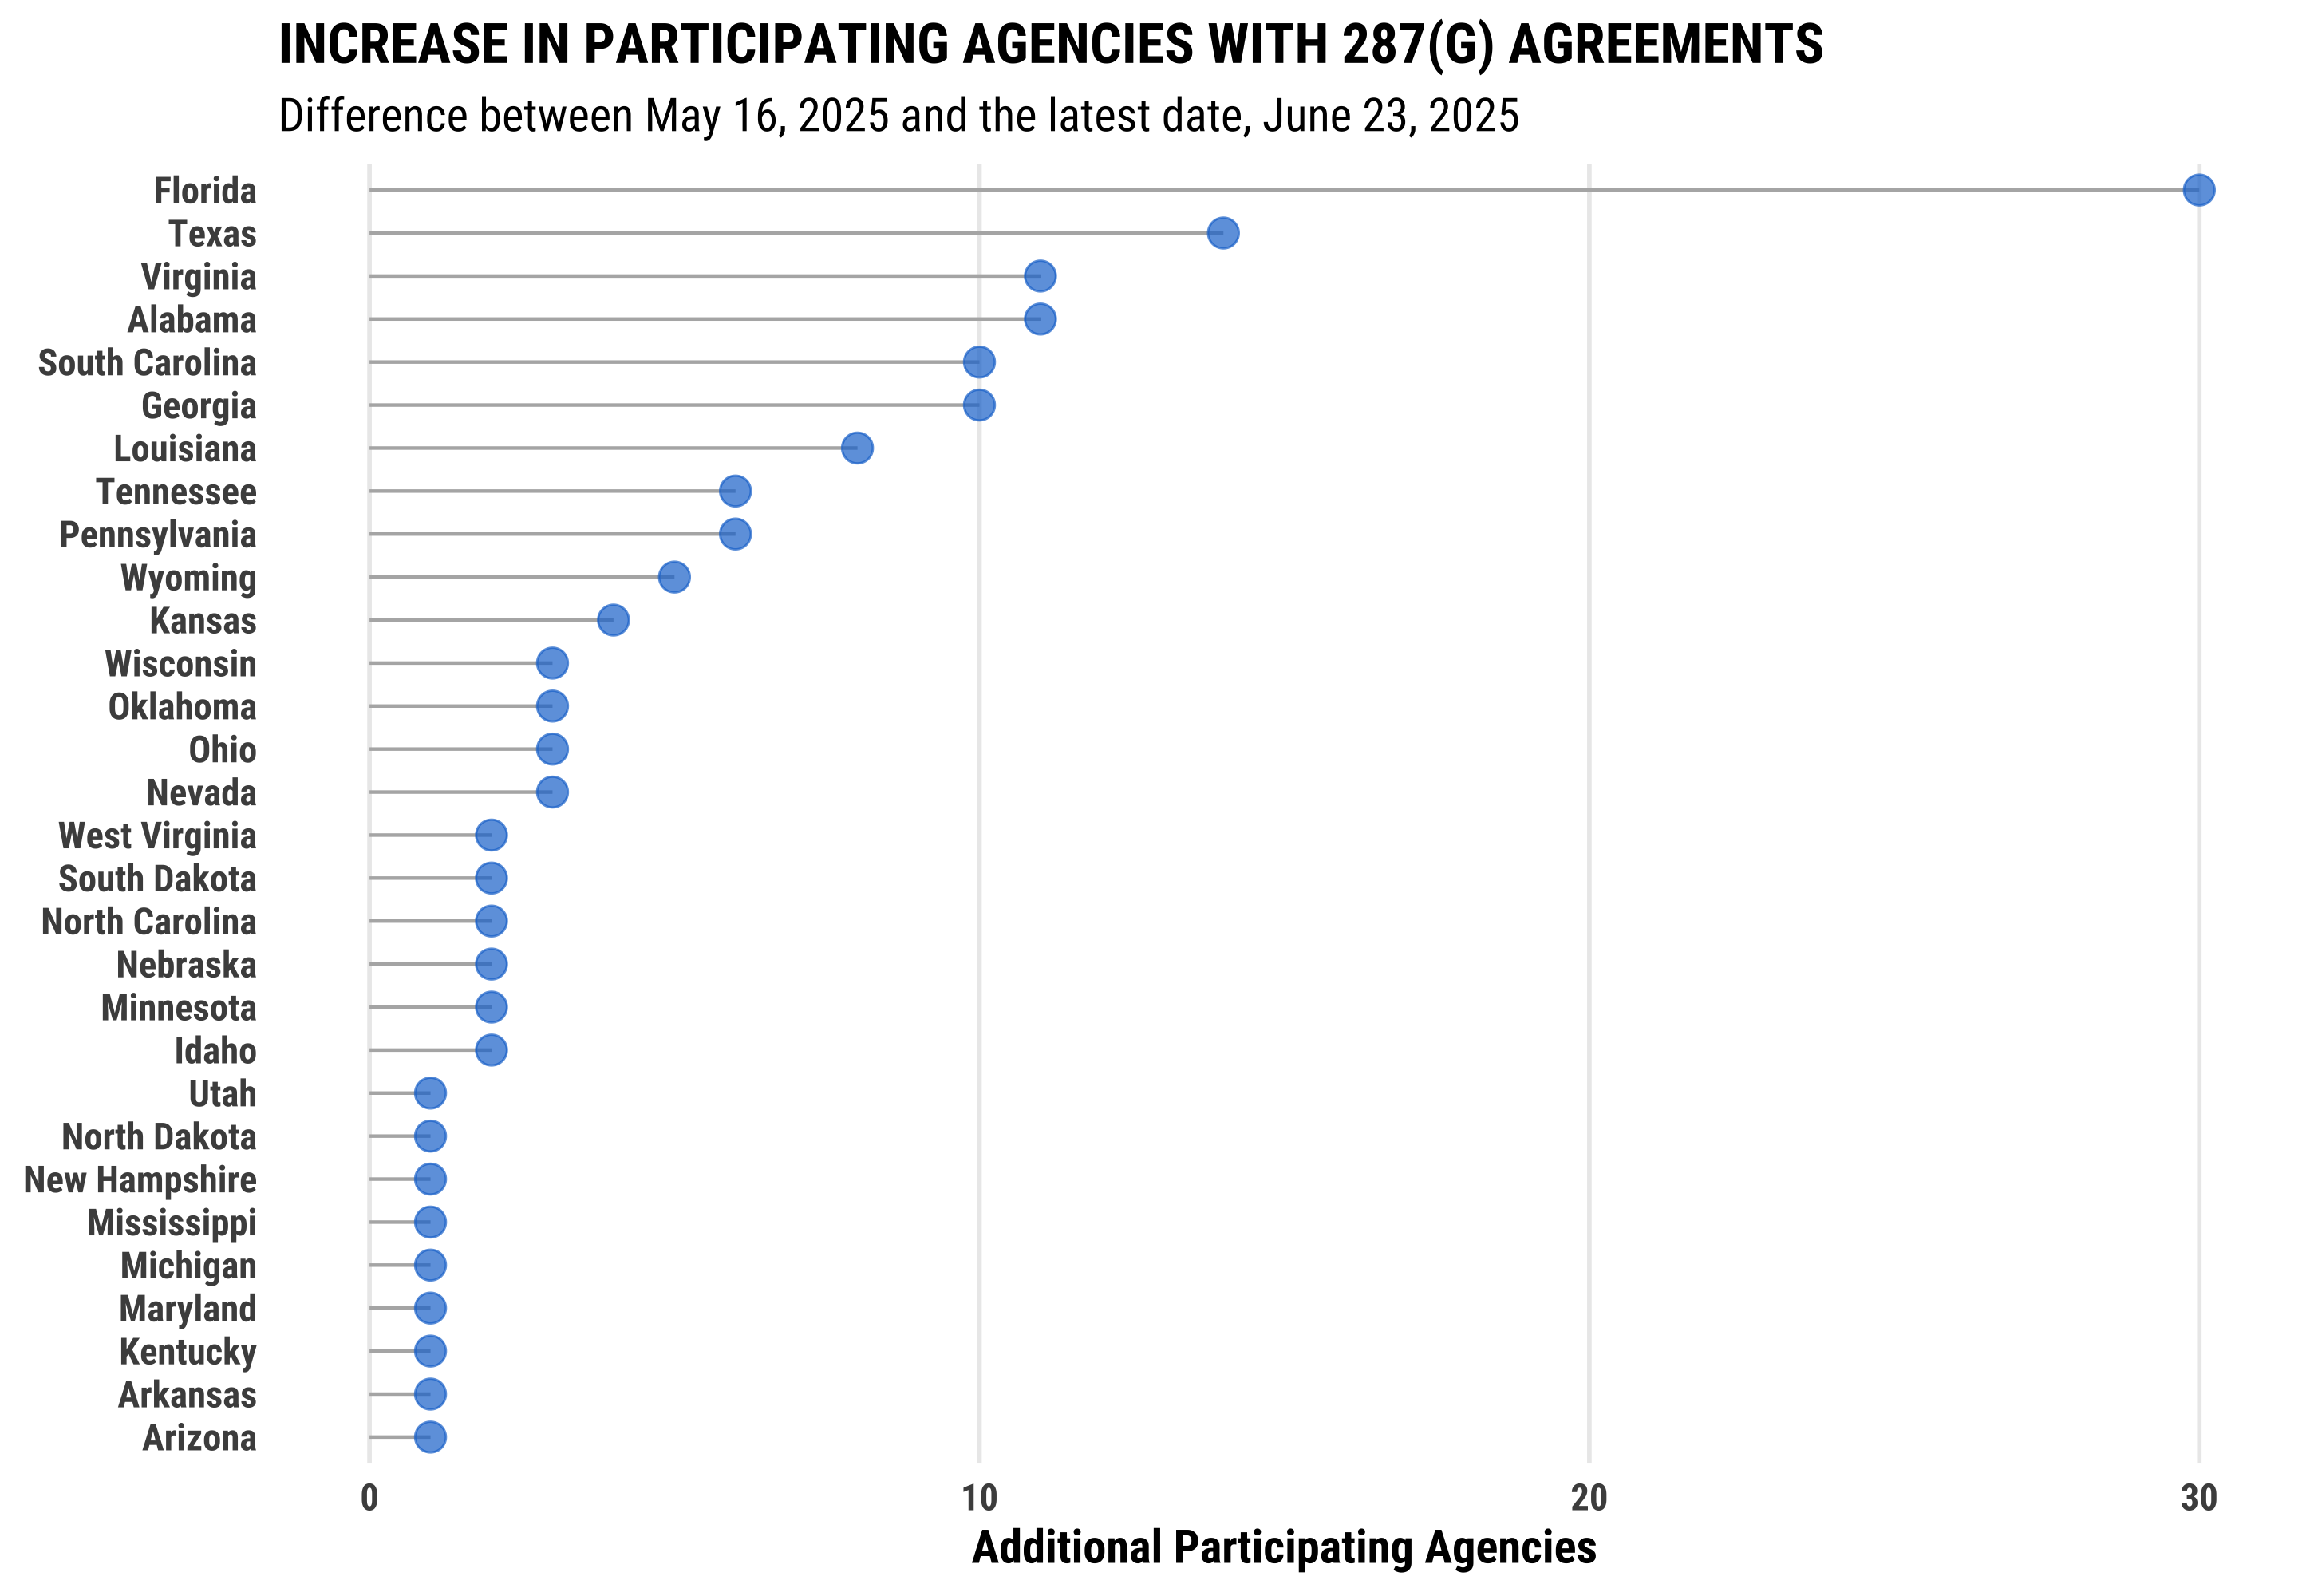 INCREASE IN PARTICIPATING AGENCIES WITH 287(G) AGREEMENTS
Difference between May 16, 2025 and the latest date, June 23, 2025
Florida
Texas
Virginia
Alabama
South Carolina
Georgia
Louisiana
Tennessee
Pennsylvania
Wyoming
Kansas
Wisconsin
Oklahoma
Ohio
Nevada
West Virginia
South Dakota
North Carolina
Nebraska
Minnesota
Idaho
Utah
North Dakota
New Hampshire
Mississippi
Michigan
Maryland
Kentucky
Arkansas
Arizona
0 10 20 30
Additional Participating Agencies